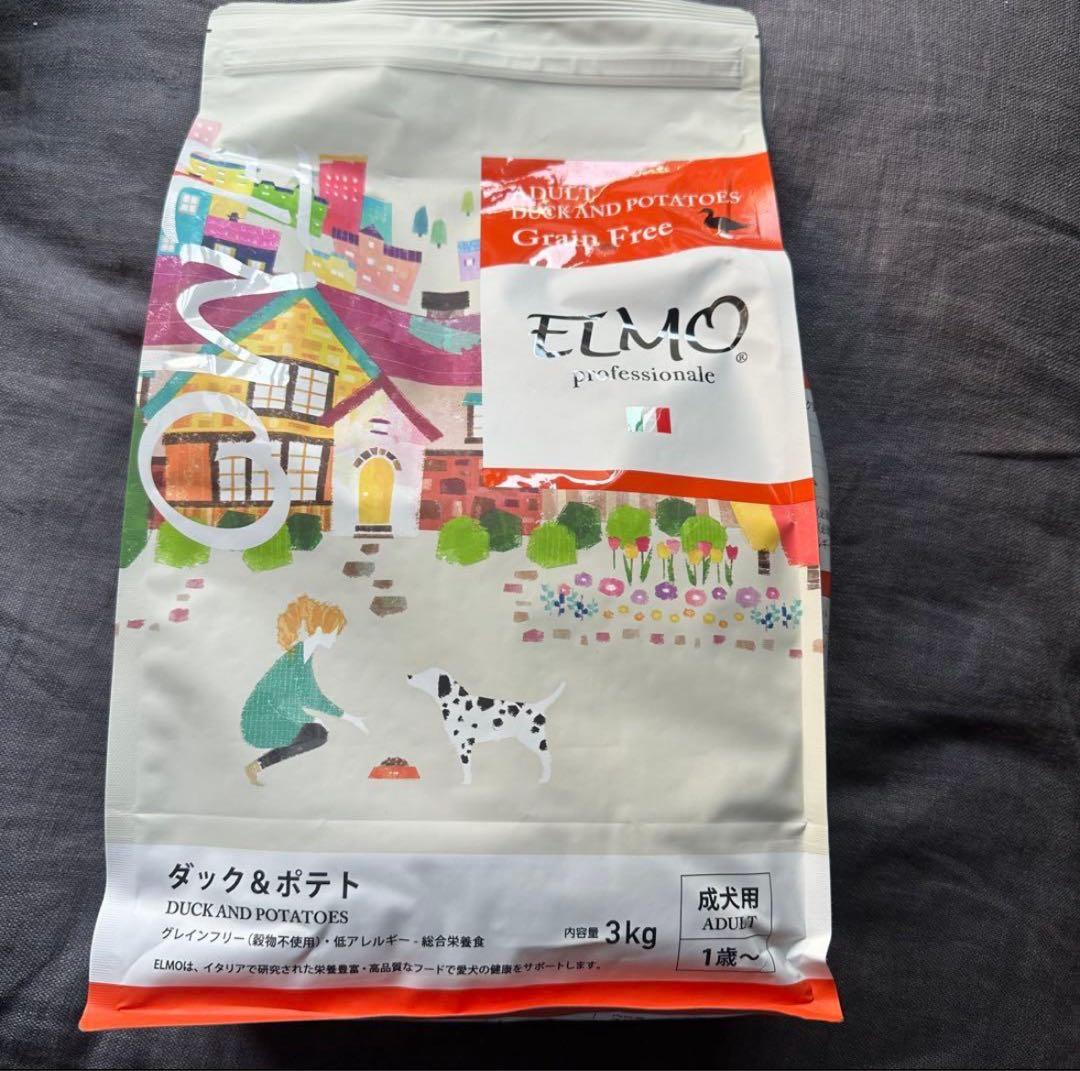 ELMO
ADULT
DUCK AND POTATOES
Grain Free
ELMO®
professionale
ダック&ポテト
DUCK AND POTATOES
グレインフリー(穀物不使用)・低アレルギー - 総合栄養食
ELMOは、イタリアで研究された栄養豊富・高品質なフードで愛犬の健康をサポートします。
内容量 3kg
成犬用
ADULT
1歳〜